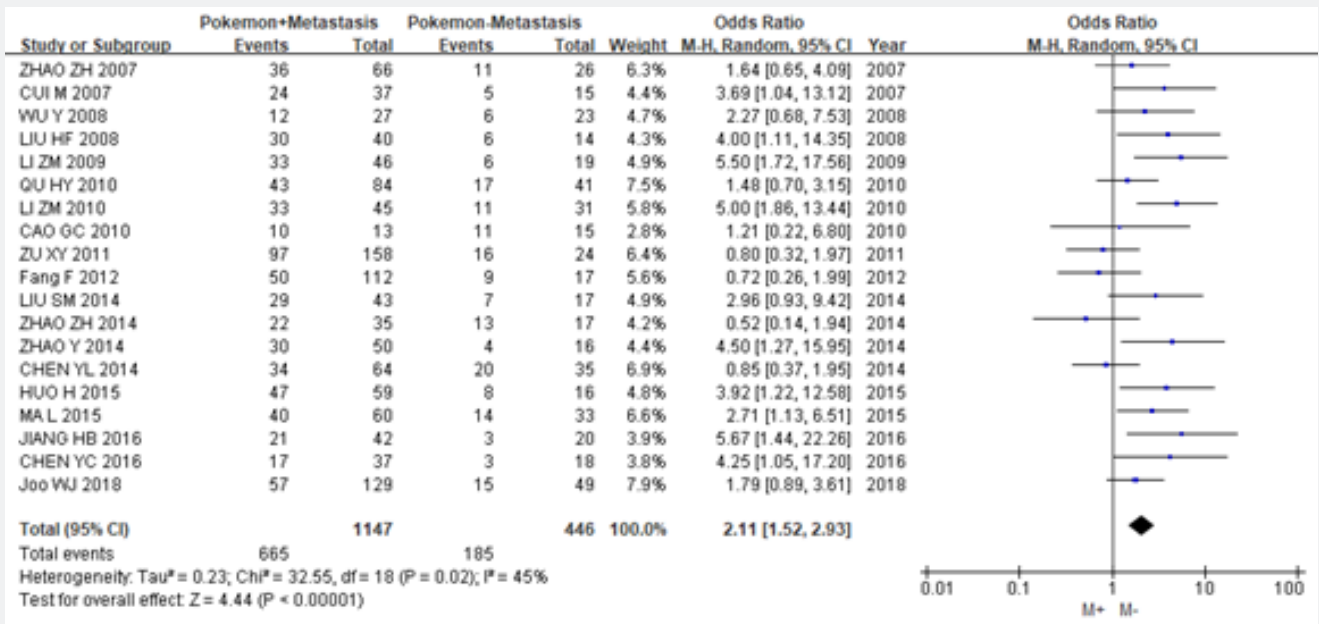 Pokemon+Metastasis Pokemon-Metastasis Odds Ratio Odds Ratio
Study or Subgroup Events Total Events Total Weight M-H, Random, 95% CI Year M-H, Random, 95% CI
ZHAO ZH 2007 36 66 11 26 6.3% 1.64 [0.65, 4.09] 2007
CUI M 2007 24 37 5 15 4.4% 3.69 [1.04, 13.12] 2007
WU Y 2008 12 27 6 23 4.7% 2.27 [0.68, 7.53] 2008
LIU HF 2008 30 40 6 14 4.3% 4.00 [1.11, 14.35] 2008
LI ZM 2009 33 46 6 19 4.9% 5.50 [1.72, 17.56] 2009
QU HY 2010 43 84 17 41 7.5% 1.48 [0.70, 3.15] 2010
LI ZM 2010 33 45 11 31 5.8% 5.00 [1.86, 13.44] 2010
CAO GC 2010 10 13 11 15 2.8% 1.21 [0.22, 6.80] 2010
ZU XY 2011 97 158 16 24 6.4% 0.80 [0.32, 1.97] 2011
Fang F 2012 50 112 9 17 5.6% 0.72 [0.26, 1.99] 2012
LIU SM 2014 29 43 7 17 4.9% 2.96 [0.93, 9.42] 2014
ZHAO ZH 2014 22 35 13 17 4.2% 0.52 [0.14, 1.94] 2014
ZHAO Y 2014 30 50 4 16 4.4% 4.50 [1.27, 15.95] 2014
CHEN YL 2014 34 64 20 35 7.0% 0.85 [0.37, 1.95] 2014
HUO H 2015 47 59 8 16 4.8% 3.92 [1.22, 12.58] 2015
MA L 2015 40 60 14 33 6.6% 2.71 [1.13, 6.51] 2015
JIANG HB 2016 21 42 3 20 3.9% 5.67 [1.44, 22.26] 2016
CHEN YC 2016 17 37 3 18 3.8% 4.25 [1.05, 17.20] 2016
Joo WJ 2018 57 129 15 49 7.9% 1.79 [0.89, 3.61] 2018
Total (95% CI) 1147 446 100.0% 2.11 [1.52, 2.93]
Total events 665 185
Heterogeneity: Tau² = 0.23; Chi² = 32.55, df = 18 (P = 0.02); I² = 45%
Test for overall effect: Z = 4.44 (P < 0.00001)
0.01 0.1 1 10 100
M+ M-